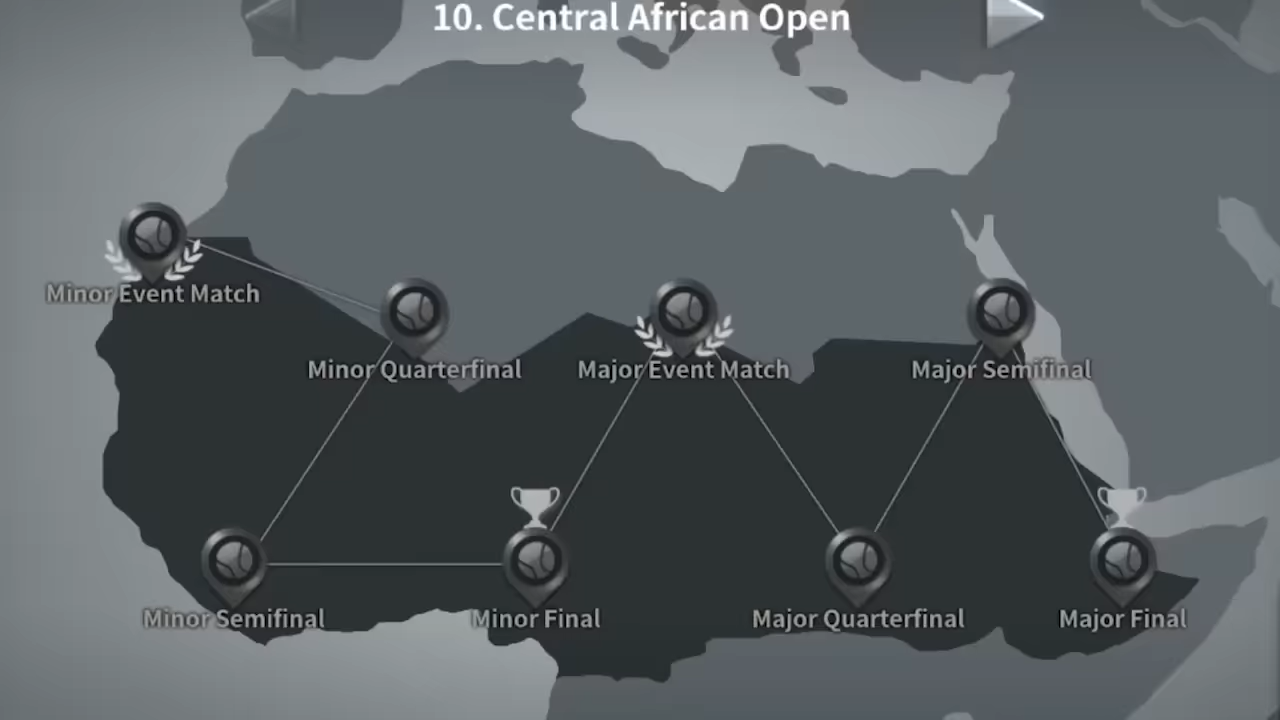 10. Central African Open
Minor Event Match
Minor Quarterfinal
Major Event Match
Major Semifinal
Minor Semifinal
Minor Final
Major Quarterfinal
Major Final